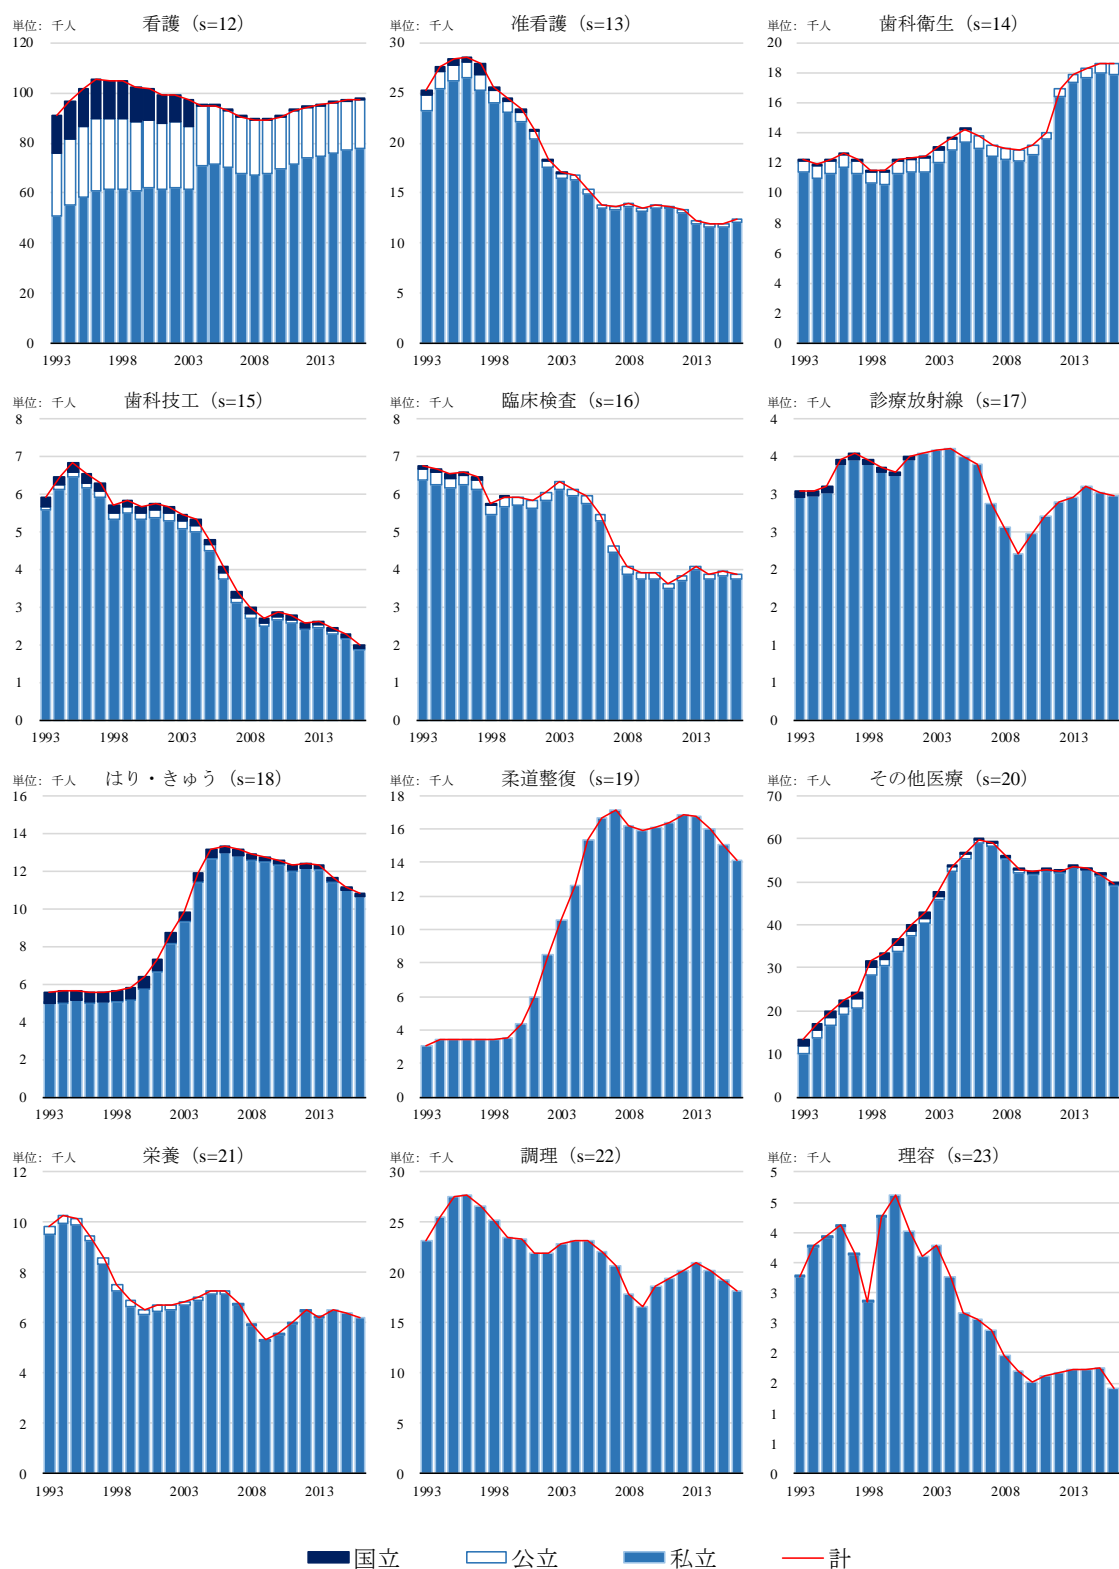 単位：千人 看護（s=12） 単位：千人 准看護（s=13） 単位：千人 歯科衛生（s=14）
120 30 20
18
100 25
16
80 20 14
12
60 15 10
8
40 10
6
20 5 4
2
0 0 0
1993 1998 2003 2008 2013 1993 1998 2003 2008 2013 1993 1998 2003 2008 2013
単位：千人 歯科技工（s=15） 単位：千人 臨床検査（s=16） 単位：千人 診療放射線（s=17）
8 8 4
7 7 4
6 6 3
5 5 3
4 4 2
3 3 2
2 2 1
1 1 1
0 0 0
1993 1998 2003 2008 2013 1993 1998 2003 2008 2013 1993 1998 2003 2008 2013
単位：千人 はり・きゅう（s=18） 単位：千人 柔道整復（s=19） 単位：千人 その他医療（s=20）
16 18 70
14 16 60
12 14 50
10 12
10 40
8
8 30
6
6
4 20
4
2 2 10
0 0 0
1993 1998 2003 2008 2013 1993 1998 2003 2008 2013 1993 1998 2003 2008 2013
単位：千人 栄養（s=21） 単位：千人 調理（s=22） 単位：千人 理容（s=23）
12 30 5
5
10 25
4
8 20 4
3
6 15 3
2
4 10
2
2 5 1
1
0 0 0
1993 1998 2003 2008 2013 1993 1998 2003 2008 2013 1993 1998 2003 2008 2013
国立 公立 私立 計